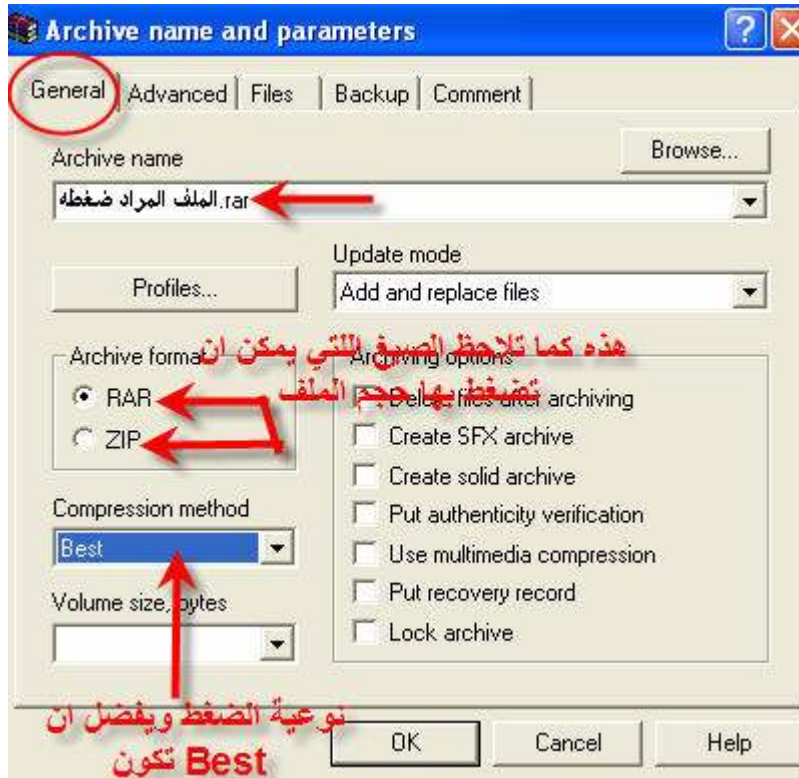 Archive name and parameters
General Advanced Files Backup Comment
Archive name
Browse...
الملف المراد ضغطه.rar
Update mode
Profiles...
Add and replace files
هذه كما تلاحظ الصيغ اللتي يمكن ان
تضغط بها حجم الملف
Archive format
Archiving options
RAR
Delete files after archiving
ZIP
Create SFX archive
Create solid archive
Compression method
Put authenticity verification
Best
Use multimedia compression
Put recovery record
Volume size, bytes
Lock archive
نوعية الضغط ويفضل ان
تكون Best
OK Cancel Help